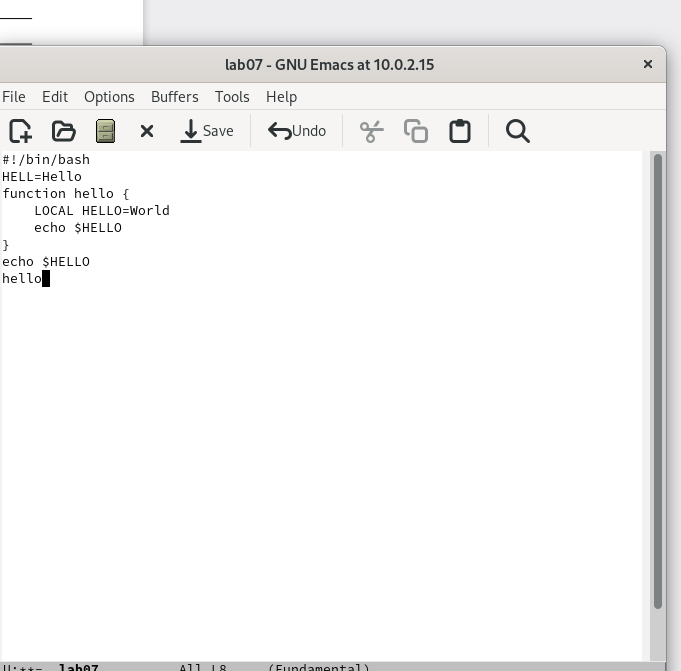 lab07 - GNU Emacs at 10.0.2.15
File Edit Options Buffers Tools Help
Save Undo
#!/bin/bash
HELL=Hello
function hello {
    LOCAL HELLO=World
    echo $HELLO
}
echo $HELLO
hello
U:**- lab07 All L8 (Fundamental)